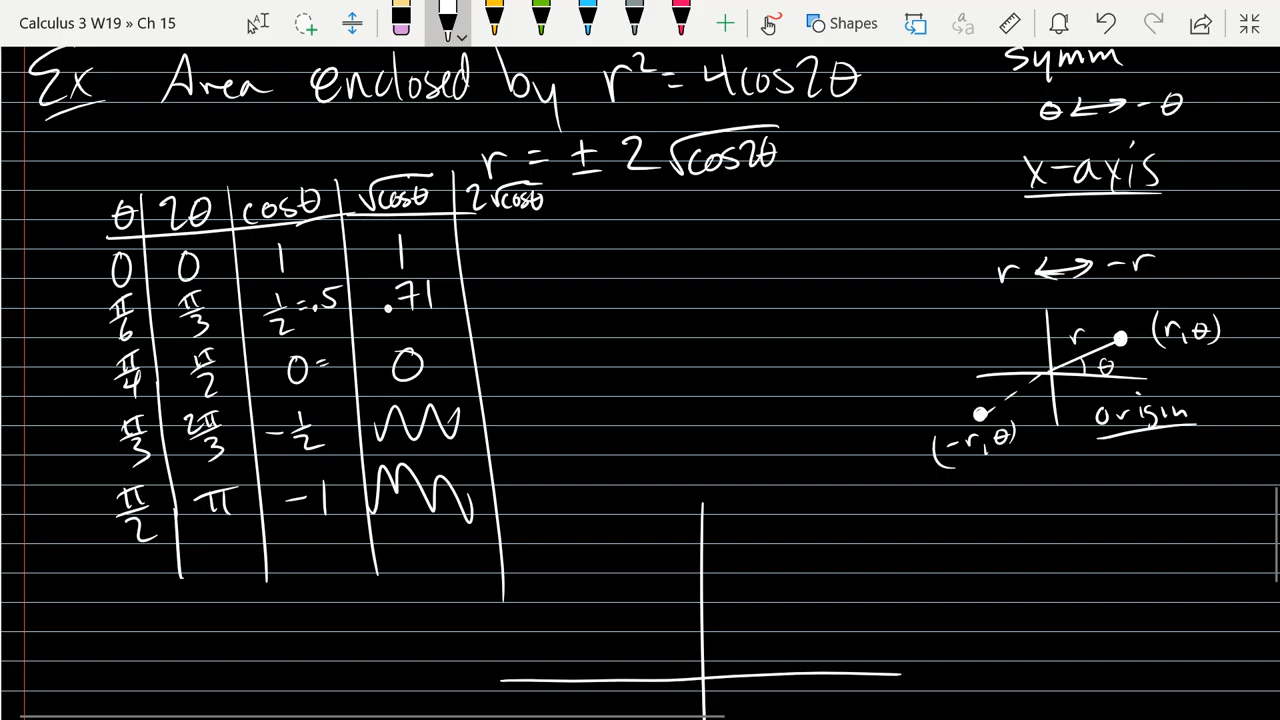 Calculus 3 W19 » Ch 15
Shapes
Ex Area enclosed by r² = 4cos2θ
r = ± 2√cos2θ
θ 2θ cosθ √cosθ 2√cosθ
0 0 1 1
π/6 π/3 1/2=.5 .71
π/4 π/2 0= 0
π/3 2π/3 -1/2
π/2 π -1
symm
θ ↔ -θ
x-axis
r ↔ -r
r (r,θ)
θ
origin
(-r,θ)